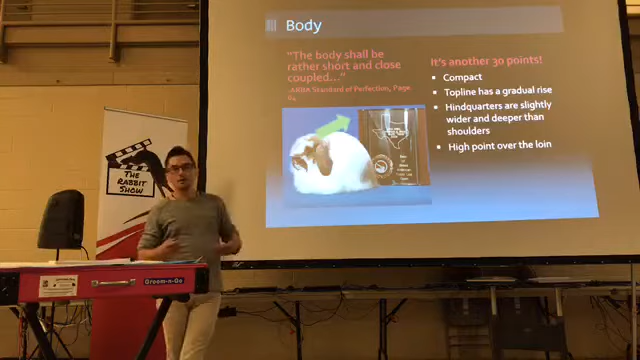 Body
"The body shall be
rather short and close
coupled..."
-ARBA Standard of Perfection, Page
It's another 30 points!
Compact
Topline has a gradual rise
Hindquarters are slightly
wider and deeper than
shoulders
High point over the loin
The
Rabbit
Show
Groom-n-Go